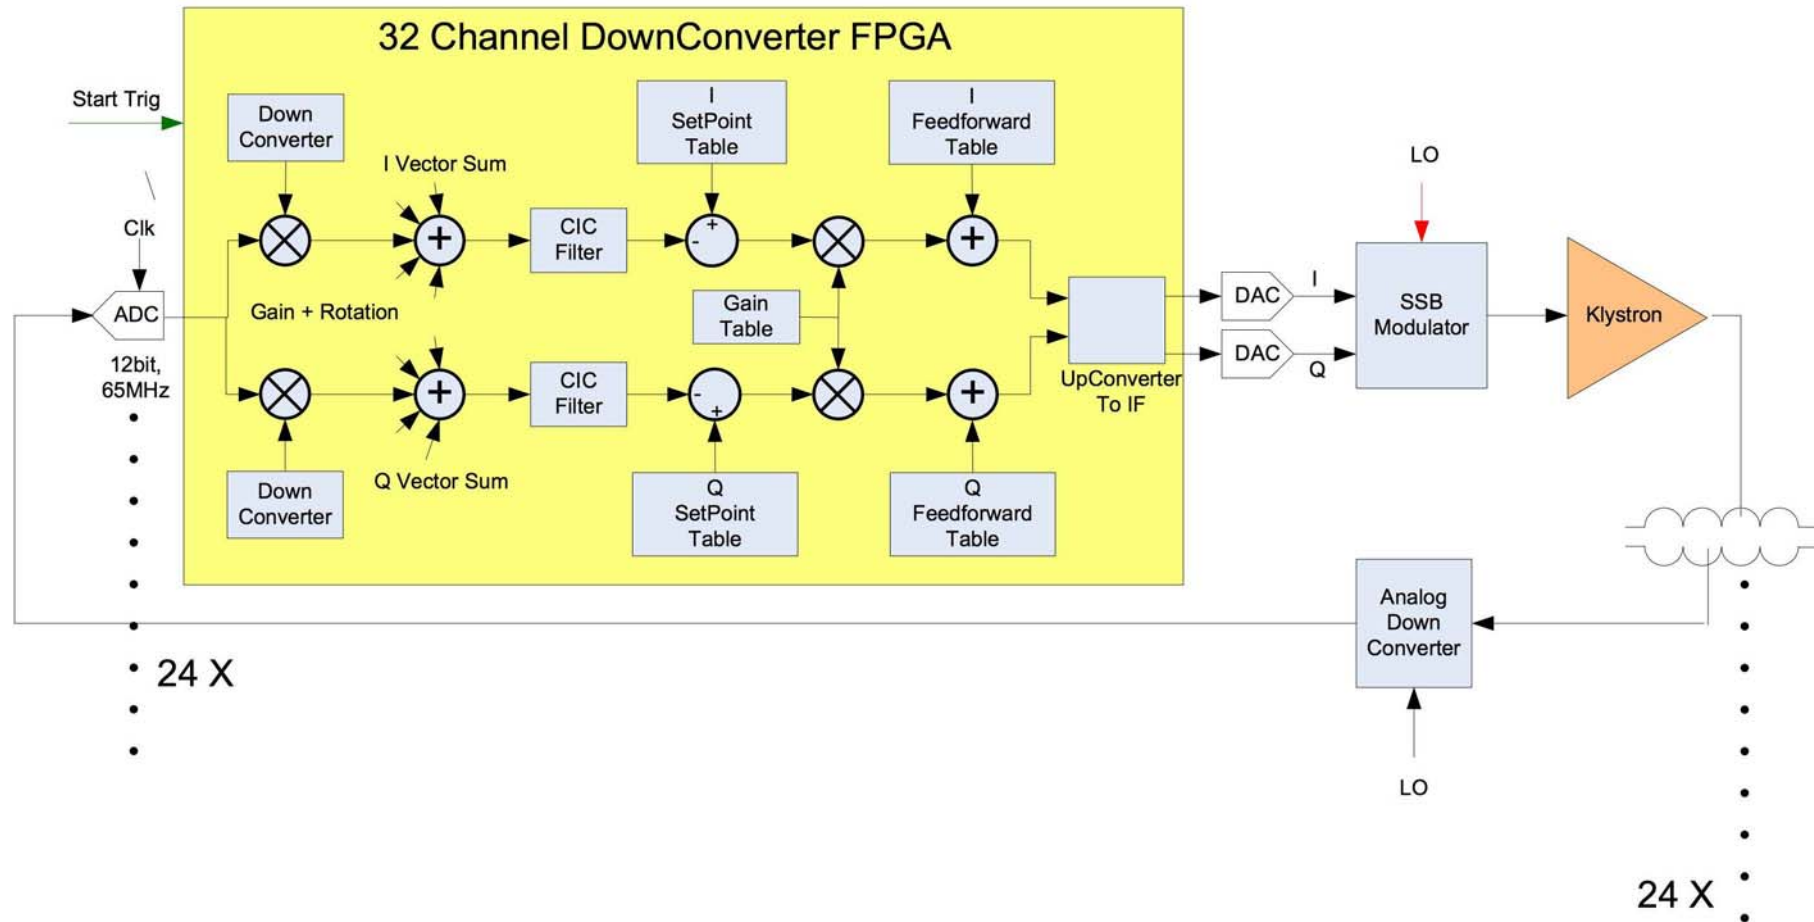 32 Channel DownConverter FPGA
Start Trig
Down
Converter
I Vector Sum
I
SetPoint
Table
I
Feedforward
Table
LO
Clk
ADC
12bit,
65MHz
Gain + Rotation
+
CIC
Filter
+
-
+
Gain
Table
UpConverter
To IF
DAC
I
DAC
Q
SSB
Modulator
Klystron
+
CIC
Filter
-
+
+
Down
Converter
Q Vector Sum
Q
SetPoint
Table
Q
Feedforward
Table
Analog
Down
Converter
LO
24 X
24 X